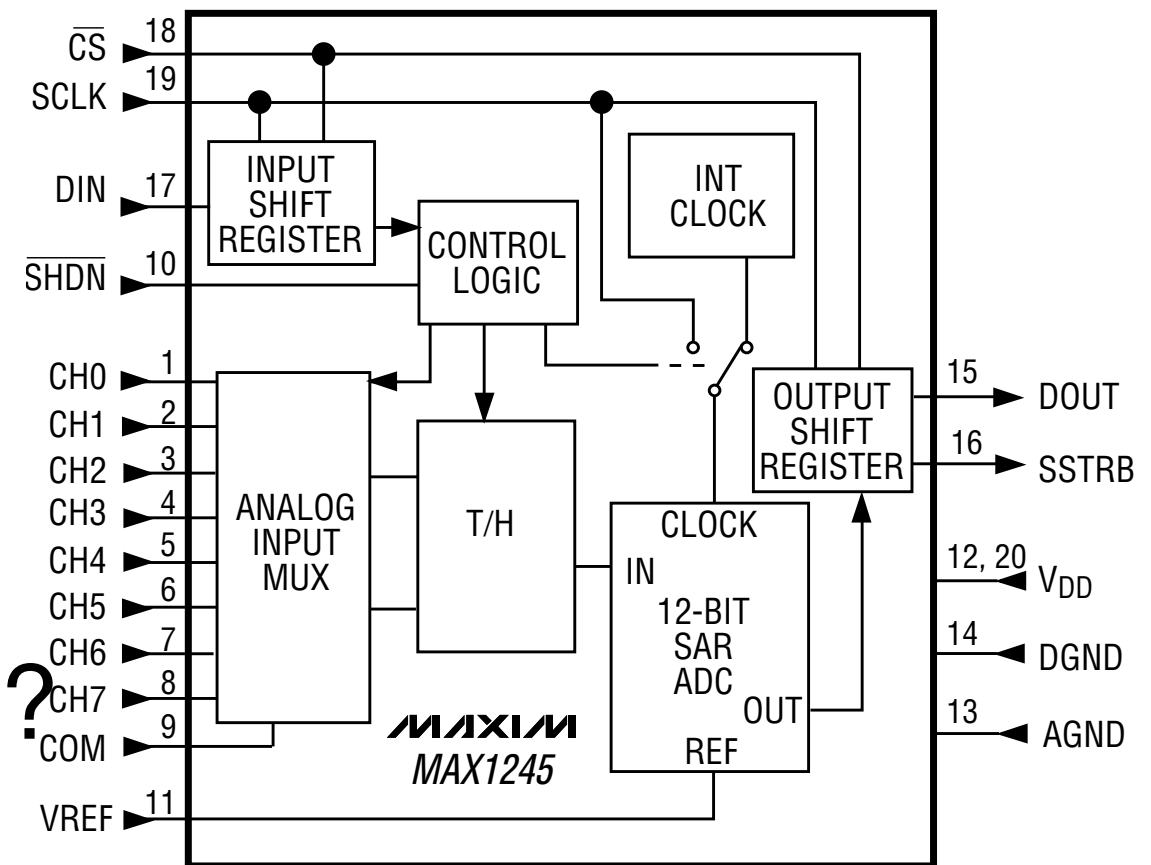 C̅S̅ 18
SCLK 19
DIN 17
S̅H̅D̅N̅ 10
CH0 1
CH1 2
CH2 3
CH3 4
CH4 5
CH5 6
CH6 7
?
CH7 8
COM 9
VREF 11
INPUT
SHIFT
REGISTER
CONTROL
LOGIC
INT
CLOCK
ANALOG
INPUT
MUX
T/H
CLOCK
IN
12-BIT
SAR
ADC
OUT
REF
OUTPUT
SHIFT
REGISTER
MAXIM
MAX1245
15 DOUT
16 SSTRB
12, 20 VDD
14 DGND
13 AGND